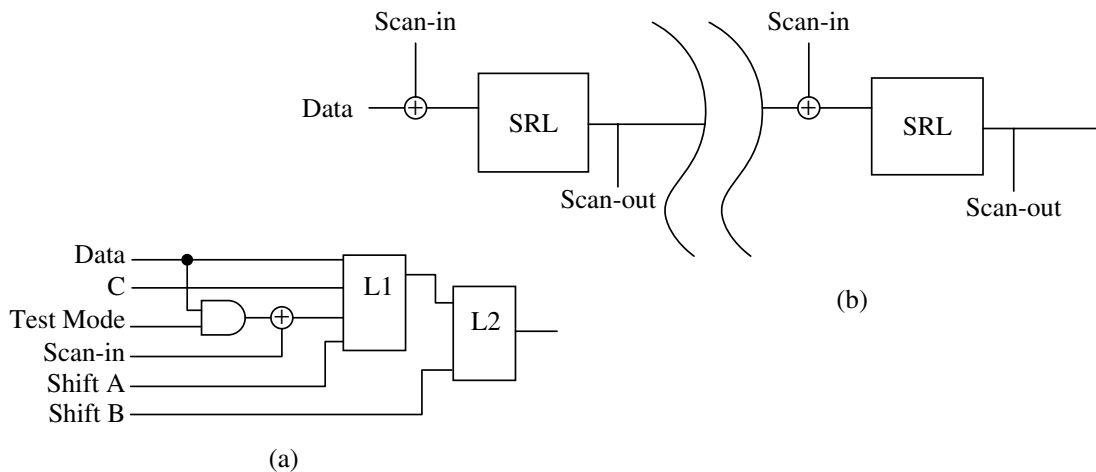 Scan-in
Scan-in
Data
SRL
SRL
Scan-out
Scan-out
Data
C
L1
(b)
Test Mode
L2
Scan-in
Shift A
Shift B
(a)